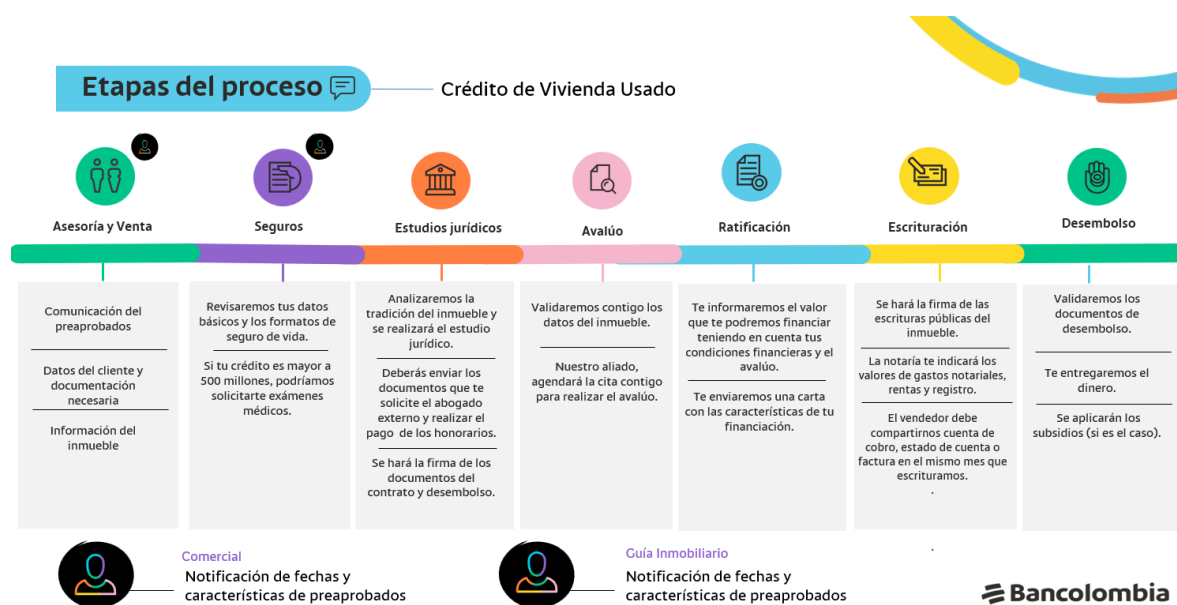 Etapas del proceso
Crédito de Vivienda Usado
Asesoría y Venta
Seguros
Estudios jurídicos
Avalúo
Ratificación
Escrituración
Desembolso
Comunicación del
preaprobados
Datos del cliente y
documentación
necesaria
Información del
inmueble
Revisaremos tus datos
básicos y los formatos de
seguro de vida.
Si tu crédito es mayor a
500 millones, podríamos
solicitarte exámenes
médicos.
Analizaremos la
tradición del inmueble y
se realizará el estudio
jurídico.
Deberás enviar los
documentos que te
solicite el abogado
externo y realizar el
pago de los honorarios.
Se hará la firma de los
documentos del
contrato y desembolso.
Validaremos contigo los
datos del inmueble.
Nuestro aliado,
agendará la cita contigo
para realizar el avalúo.
Te informaremos el valor
que te podremos financiar
teniendo en cuenta tus
condiciones financieras y el
avalúo.
Te enviaremos una carta
con las características de tu
financiación.
Se hará la firma de las
escrituras públicas del
inmueble.
La notaría te indicará los
valores de gastos notariales,
rentas y registro.
El vendedor debe
compartirnos cuenta de
cobro, estado de cuenta o
factura en el mismo mes que
escrituramos.
.
Validaremos los
documentos de
desembolso.
Te entregaremos el
dinero.
Se aplicarán los
subsidios (si es el caso).
Comercial
Notificación de fechas y
características de preaprobados
Guía Inmobiliario
Notificación de fechas y
características de preaprobados
.
Bancolombia